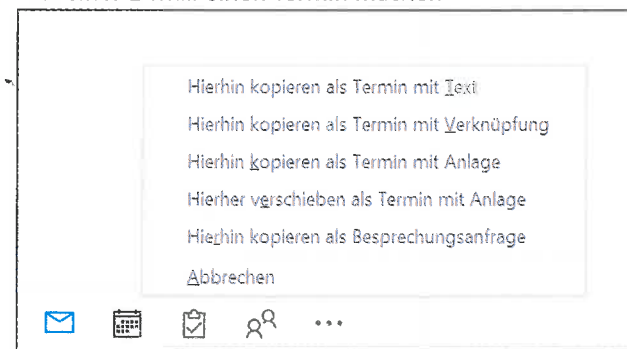 Hierhin kopieren als Termin mit Text
Hierhin kopieren als Termin mit Verknüpfung
Hierhin kopieren als Termin mit Anlage
Hierher verschieben als Termin mit Anlage
Hierhin kopieren als Besprechungsanfrage
Abbrechen